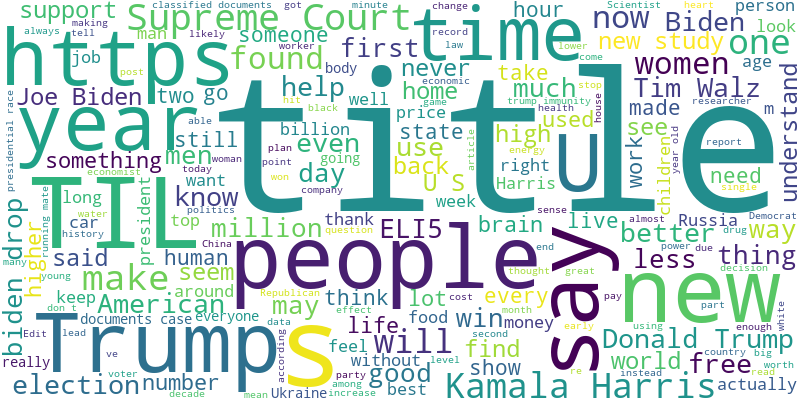 support
classified documents
got
minute
change
Scientist
heart
person
making
tell
always
Supreme Court
man
likely
worker
time
hour
record
law
now
Biden
lower
come
look
https
job
post
found
someone
first
new study
one
body
never
take
women
age
Joe Biden
two
go
help
well
home
much
Tim Walz
m
able
hit
black
price
game
trump immunity
health
stop
house
researcher
year
title
u
made
understand
presidential race
still
billion
even
state
high
used
see
report
something
men
plan
going
use
energy
right
work
children
year old
economist
woman
today
point
won
day
back
article
economic
Harris
need
TIL
want
know
company
U S
week
sense
single
long
president
top
politics
million
thank
ELI5
brain
live
almost
Russia
Democrat
way
car
water
history
China
question
people
say
better
power
due
drug
biden drop
running mate
said
human
end
less
thing
many
higher
make
seem
thought
great
new
decision
young
keep
American
around
Republican
may
think
lot
cost
every
pay
part
don t
documents case
everyone
effect
food
month
win
money
using
enough
white
Edit
lead
Trump
s
data
life
will
second
early
Donald Trump
really
ve
according
feel
without
level
find
world
country
big
voter
election
number
Ukraine
party
good
show
re
instead
free
worth
decade
mean
among
increase
best
Kamala Harris
read
actually